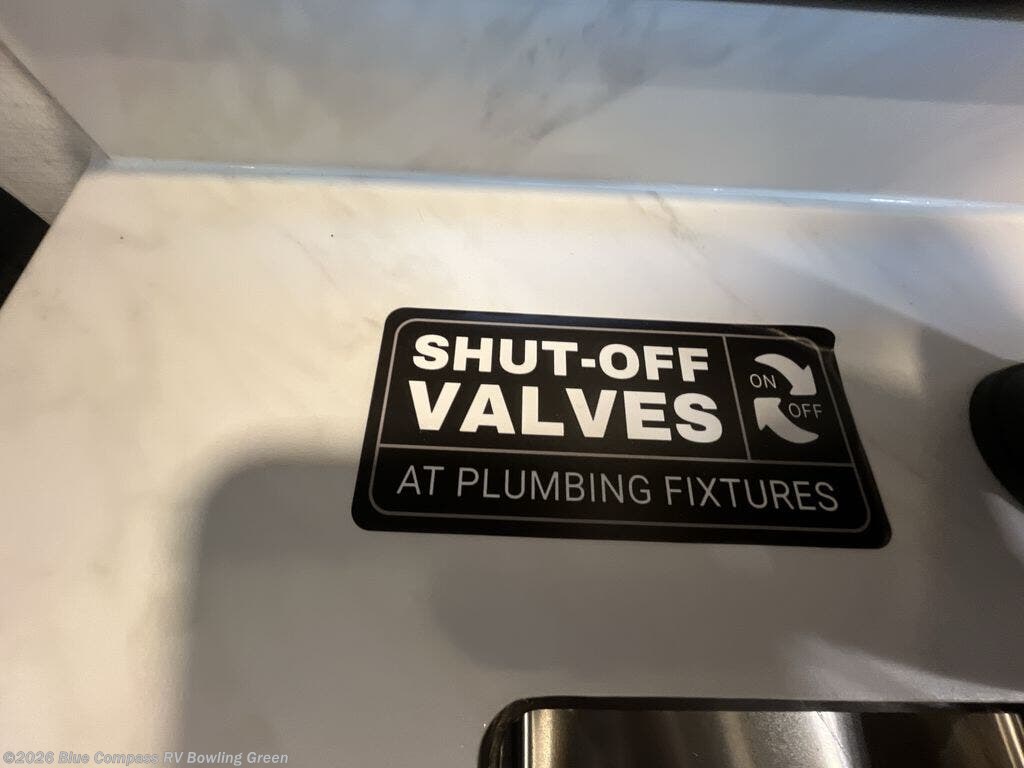 SHUT-OFF
VALVES
ON
OFF
AT PLUMBING FIXTURES
©2026 Blue Compass RV Bowling Green